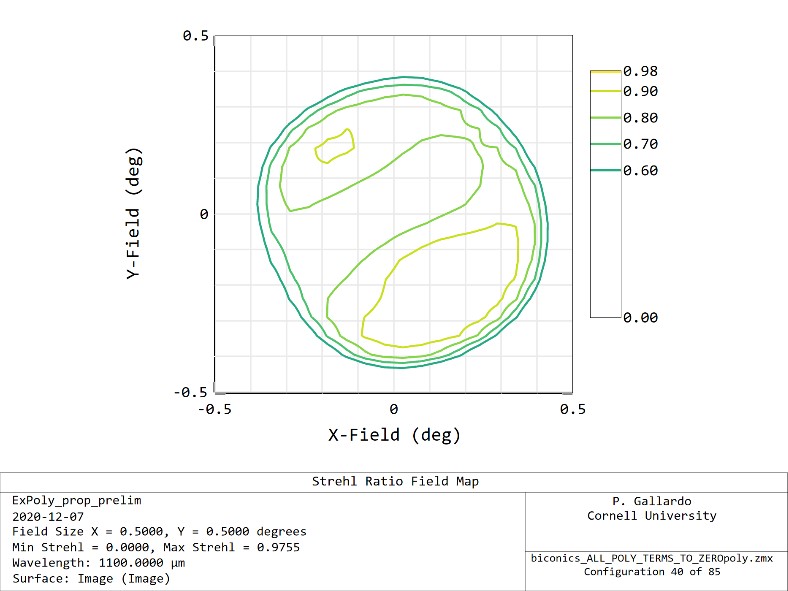 0.5
0
-0.5
Y-Field (deg)
-0.5
0
0.5
X-Field (deg)
0.98
0.90
0.80
0.70
0.60
0.00
Strehl Ratio Field Map
ExPoly_prop_prelim
2020-12-07
Field Size X = 0.5000, Y = 0.5000 degrees
Min Strehl = 0.0000, Max Strehl = 0.9755
Wavelength: 1100.0000 µm
Surface: Image (Image)
P. Gallardo
Cornell University
biconics_ALL_POLY_TERMS_TO_ZEROpoly.zmx
Configuration 40 of 85